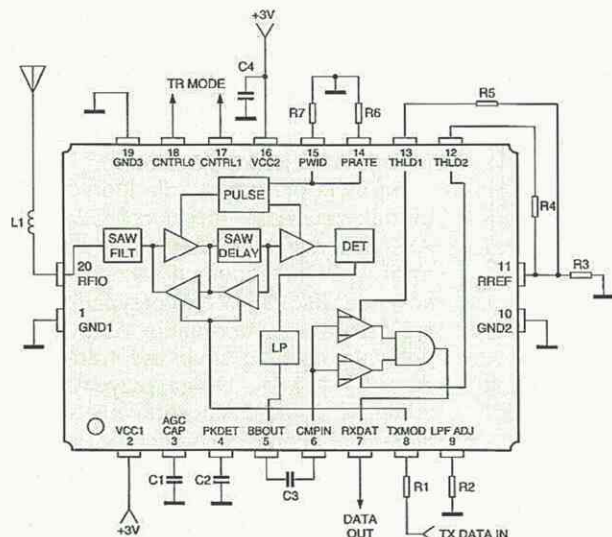 +3V
TR MODE
C4
R7
R6
R5
19
GND3
18
CNTRL0
17
CNTRL1
16
VCC2
15
PWID
14
PRATE
13
THLD1
12
THLD2
PULSE
L1
SAW
FILT
SAW
DELAY
DET
R4
20
RFIO
11
RREF
R3
1
GND1
10
GND2
LP
VCC1
2
AGC
CAP
3
PKDET
4
BBOUT
5
CMPIN
6
RXDAT
7
TXMOD
8
LPF ADJ
9
C1
C2
C3
R1
R2
+3V
DATA
OUT
TX DATA IN